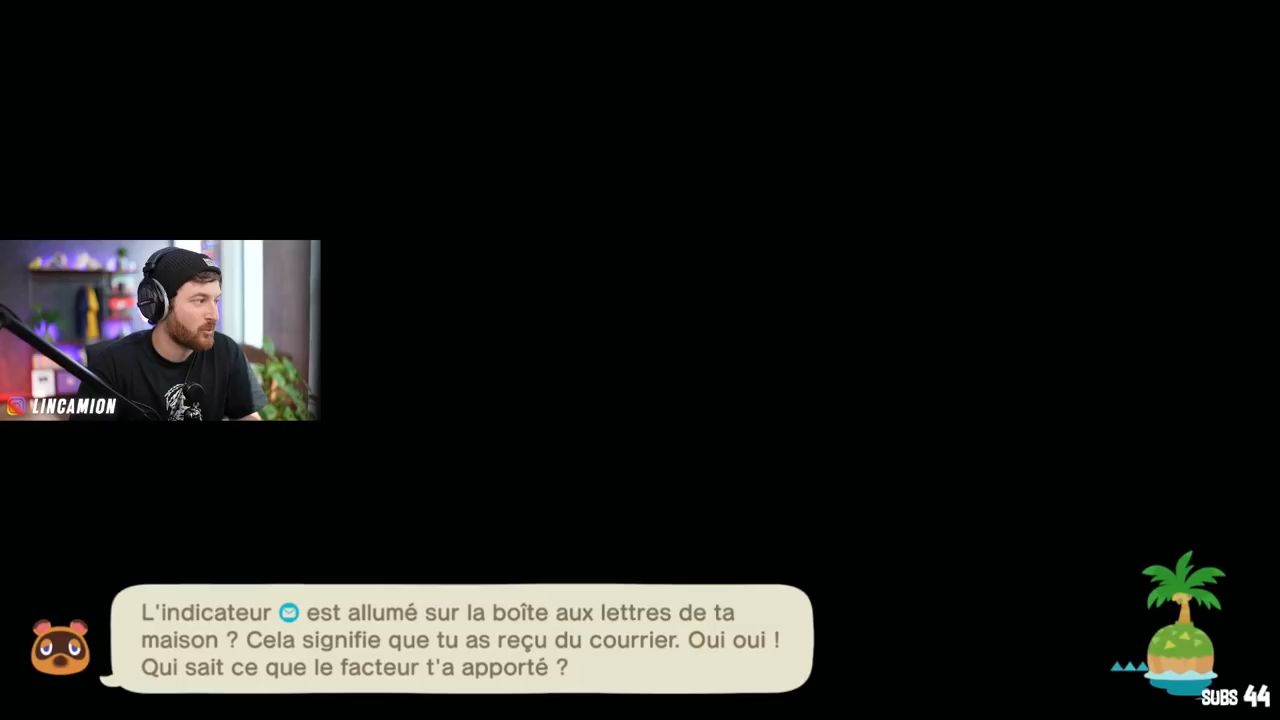 LINCAMION
L'indicateur est allumé sur la boîte aux lettres de ta
maison ? Cela signifie que tu as reçu du courrier. Oui oui !
Qui sait ce que le facteur t'a apporté ?
SUBS 44